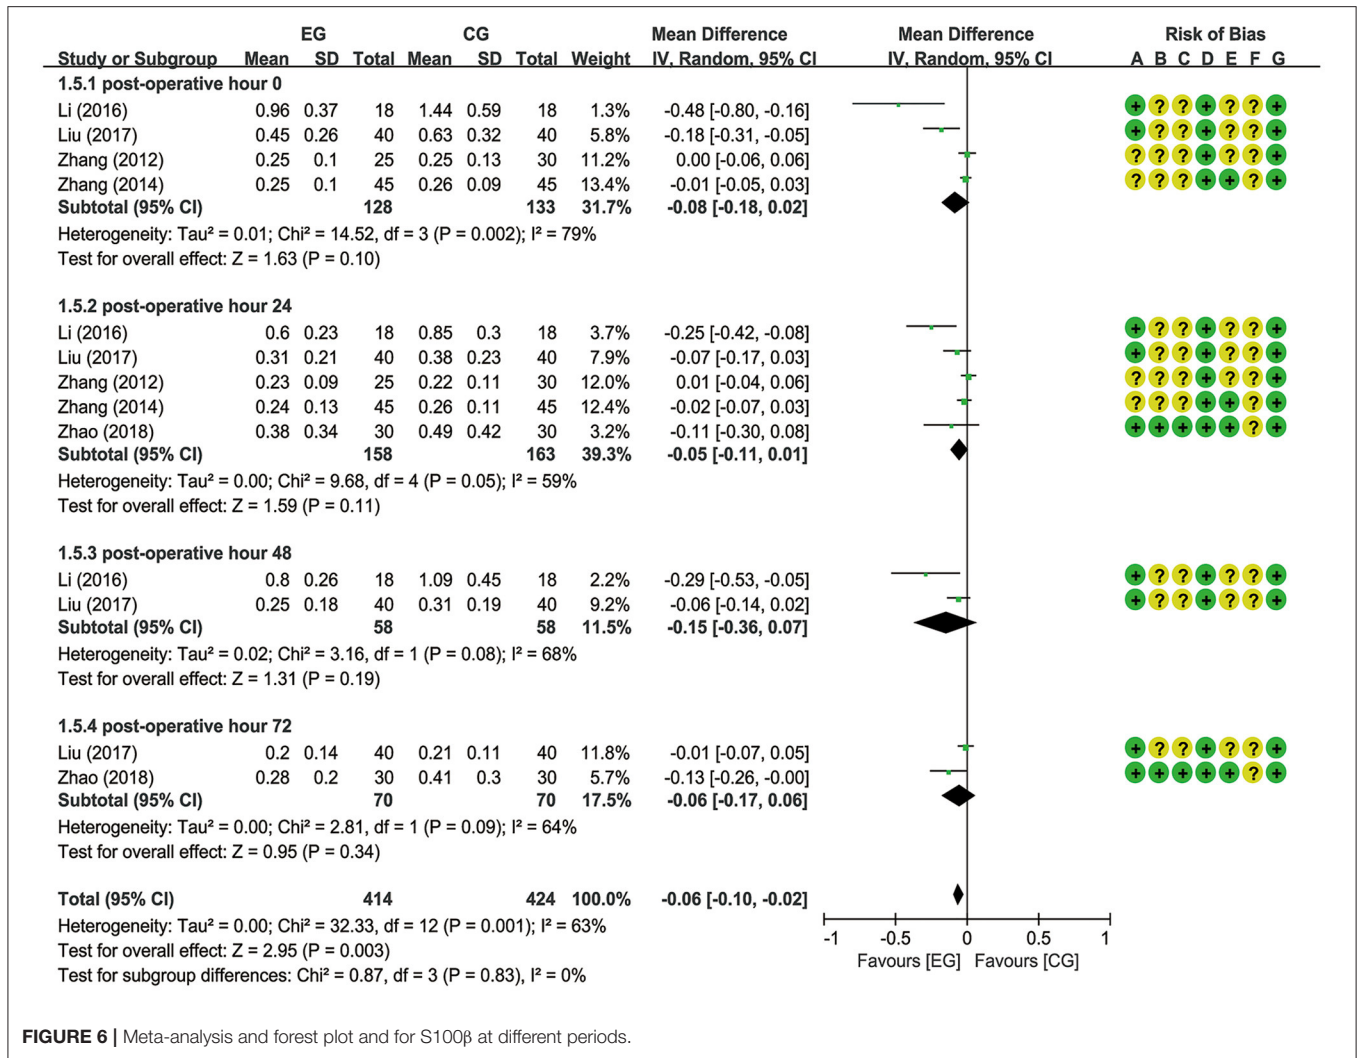 EG CG Mean Difference Mean Difference Risk of Bias
Study or Subgroup Mean SD Total Mean SD Total Weight IV, Random, 95% CI IV, Random, 95% CI A B C D E F G
1.5.1 post-operative hour 0
Li (2016) 0.96 0.37 18 1.44 0.59 18 1.3% -0.48 [-0.80, -0.16] + ? ? + ? ? +
Liu (2017) 0.45 0.26 40 0.63 0.32 40 5.8% -0.18 [-0.31, -0.05] + ? ? + ? ? +
Zhang (2012) 0.25 0.1 25 0.25 0.13 30 11.2% 0.00 [-0.06, 0.06] ? ? ? + ? ? +
Zhang (2014) 0.25 0.1 45 0.26 0.09 45 13.4% -0.01 [-0.05, 0.03] ? ? ? + + ? +
Subtotal (95% CI) 128 133 31.7% -0.08 [-0.18, 0.02]
Heterogeneity: Tau² = 0.01; Chi² = 14.52, df = 3 (P = 0.002); I² = 79%
Test for overall effect: Z = 1.63 (P = 0.10)
1.5.2 post-operative hour 24
Li (2016) 0.6 0.23 18 0.85 0.3 18 3.7% -0.25 [-0.42, -0.08] + ? ? + ? ? +
Liu (2017) 0.31 0.21 40 0.38 0.23 40 7.9% -0.07 [-0.17, 0.03] + ? ? + ? ? +
Zhang (2012) 0.23 0.09 25 0.22 0.11 30 12.0% 0.01 [-0.04, 0.06] ? ? ? + ? ? +
Zhang (2014) 0.24 0.13 45 0.26 0.11 45 12.4% -0.02 [-0.07, 0.03] ? ? ? + + ? +
Zhao (2018) 0.38 0.34 30 0.49 0.42 30 3.2% -0.11 [-0.30, 0.08] + + + + + ? +
Subtotal (95% CI) 158 163 39.3% -0.05 [-0.11, 0.01]
Heterogeneity: Tau² = 0.00; Chi² = 9.68, df = 4 (P = 0.05); I² = 59%
Test for overall effect: Z = 1.59 (P = 0.11)
1.5.3 post-operative hour 48
Li (2016) 0.8 0.26 18 1.09 0.45 18 2.2% -0.29 [-0.53, -0.05] + ? ? + ? ? +
Liu (2017) 0.25 0.18 40 0.31 0.19 40 9.2% -0.06 [-0.14, 0.02] + ? ? + ? ? +
Subtotal (95% CI) 58 58 11.5% -0.15 [-0.36, 0.07]
Heterogeneity: Tau² = 0.02; Chi² = 3.16, df = 1 (P = 0.08); I² = 68%
Test for overall effect: Z = 1.31 (P = 0.19)
1.5.4 post-operative hour 72
Liu (2017) 0.2 0.14 40 0.21 0.11 40 11.8% -0.01 [-0.07, 0.05] + ? ? + ? ? +
Zhao (2018) 0.28 0.2 30 0.41 0.3 30 5.7% -0.13 [-0.26, -0.00] + + + + + ? +
Subtotal (95% CI) 70 70 17.5% -0.06 [-0.17, 0.06]
Heterogeneity: Tau² = 0.00; Chi² = 2.81, df = 1 (P = 0.09); I² = 64%
Test for overall effect: Z = 0.95 (P = 0.34)
Total (95% CI) 414 424 100.0% -0.06 [-0.10, -0.02]
Heterogeneity: Tau² = 0.00; Chi² = 32.33, df = 12 (P = 0.001); I² = 63%
Test for overall effect: Z = 2.95 (P = 0.003)
Test for subgroup differences: Chi² = 0.87, df = 3 (P = 0.83), I² = 0%
-1 -0.5 0 0.5 1
Favours [EG] Favours [CG]
FIGURE 6 | Meta-analysis and forest plot and for S100β at different periods.